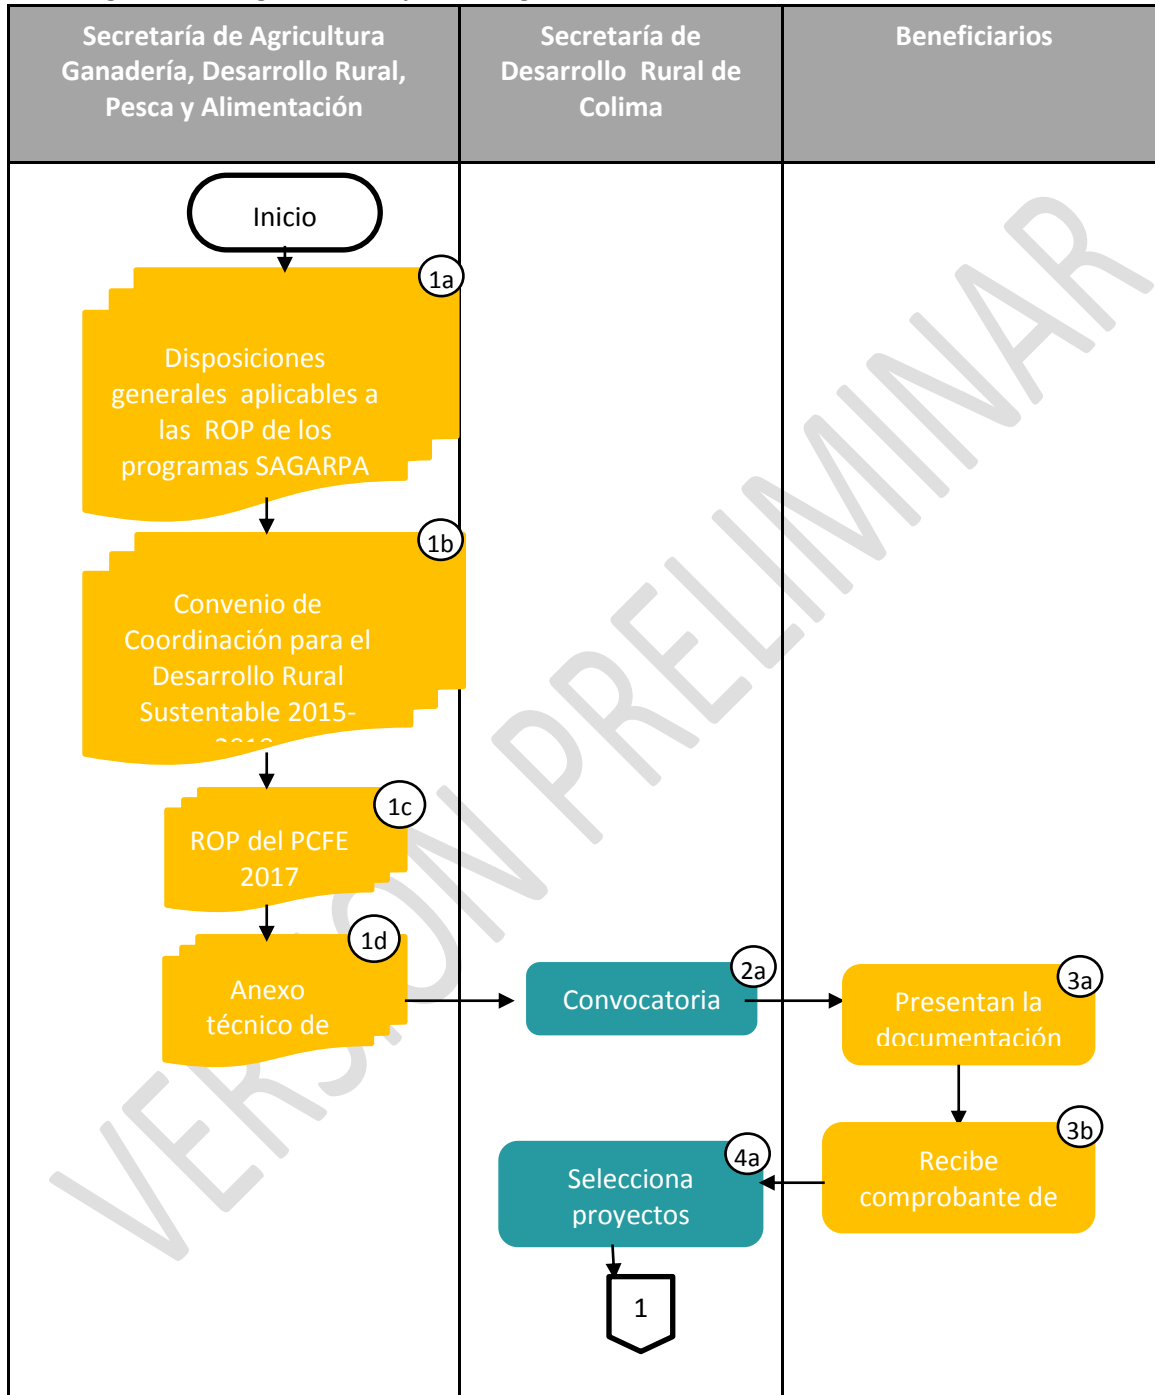 Secretaría de Agricultura
Ganadería, Desarrollo Rural,
Pesca y Alimentación
Secretaría de
Desarrollo Rural de
Colima
Beneficiarios
Inicio
1a
Disposiciones
generales aplicables a
las ROP de los
programas SAGARPA
1b
Convenio de
Coordinación para el
Desarrollo Rural
Sustentable 2015-
1c
ROP del PCFE
2017
1d
Anexo
técnico de
2a
Convocatoria
3a
Presentan la
documentación
3b
Recibe
comprobante de
4a
Selecciona
proyectos
1
VERSION PRELIMINAR